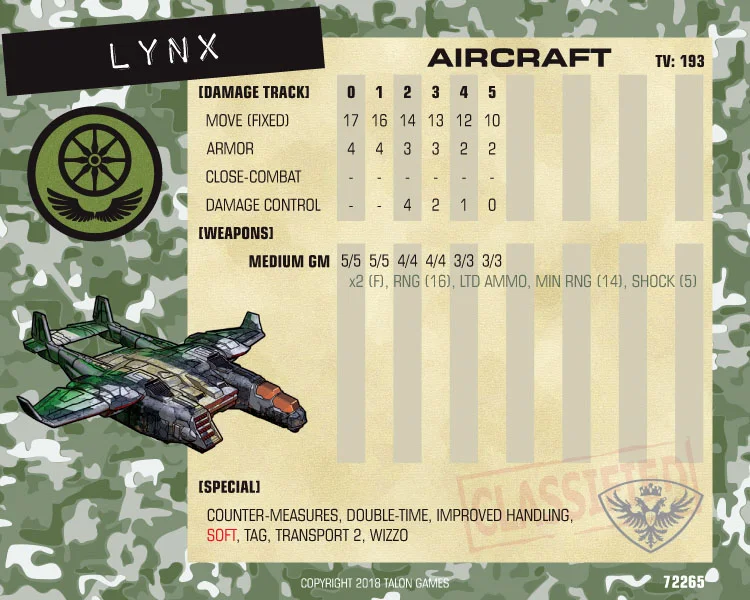 LYNX
AIRCRAFT TV: 193
[DAMAGE TRACK] 0 1 2 3 4 5
MOVE (FIXED) 17 16 14 13 12 10
ARMOR 4 4 3 3 2 2
CLOSE-COMBAT - - - - - -
DAMAGE CONTROL - - 4 2 1 0
[WEAPONS]
MEDIUM GM 5/5 5/5 4/4 4/4 3/3 3/3
x2 (F), RNG (16), LTD AMMO, MIN RNG (14), SHOCK (5)
CLASSIFIED
[SPECIAL]
COUNTER-MEASURES, DOUBLE-TIME, IMPROVED HANDLING,
SOFT, TAG, TRANSPORT 2, WIZZO
COPYRIGHT 2018 TALON GAMES
72265